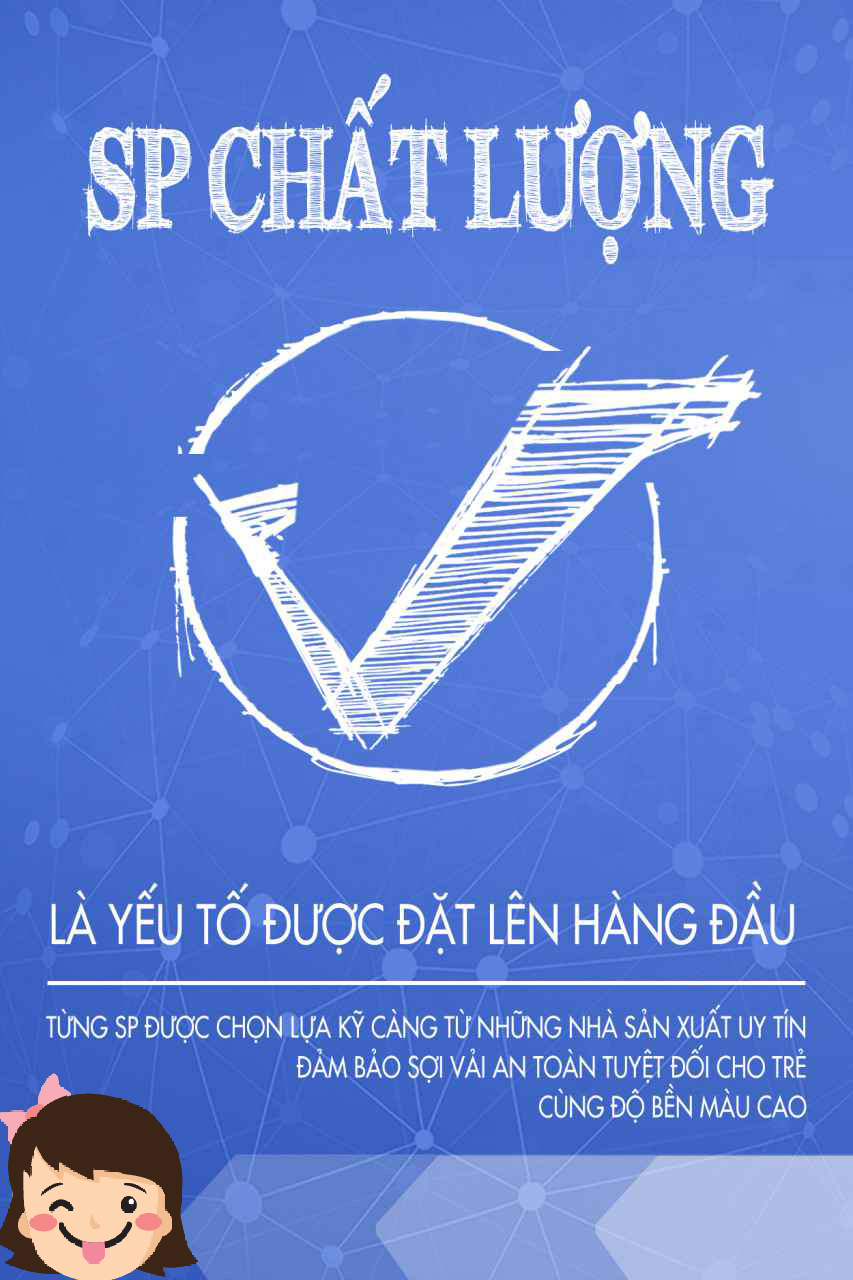 SP CHẤT LƯỢNG
LÀ YẾU TỐ ĐƯỢC ĐẶT LÊN HÀNG ĐẦU
TỪNG SP ĐƯỢC CHỌN LỰA KỸ CÀNG TỪ NHỮNG NHÀ SẢN XUẤT UY TÍN
ĐẢM BẢO SỢI VẢI AN TOÀN TUYỆT ĐỐI CHO TRẺ
CÙNG ĐỘ BỀN MÀU CAO